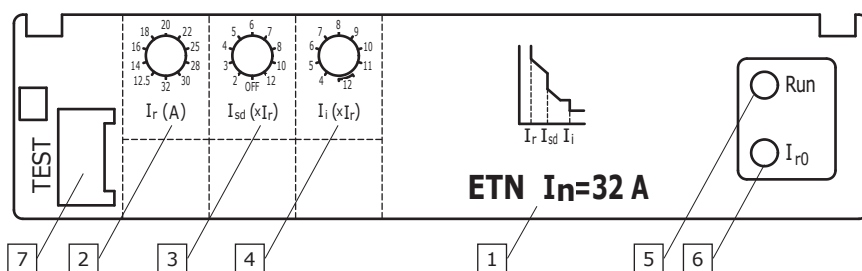 18 20 22
16 25
14 28
12.5 32 30
Ir (A)
5 6 7
4 8
3 10
2 OFF 12
Isd (xIr)
7 8 9
6 10
5 11
4 12
Ii (xIr)
Ir Isd Ii
Run
Ir0
TEST
ETN In=32 A
7 2 3 4 1 5 6